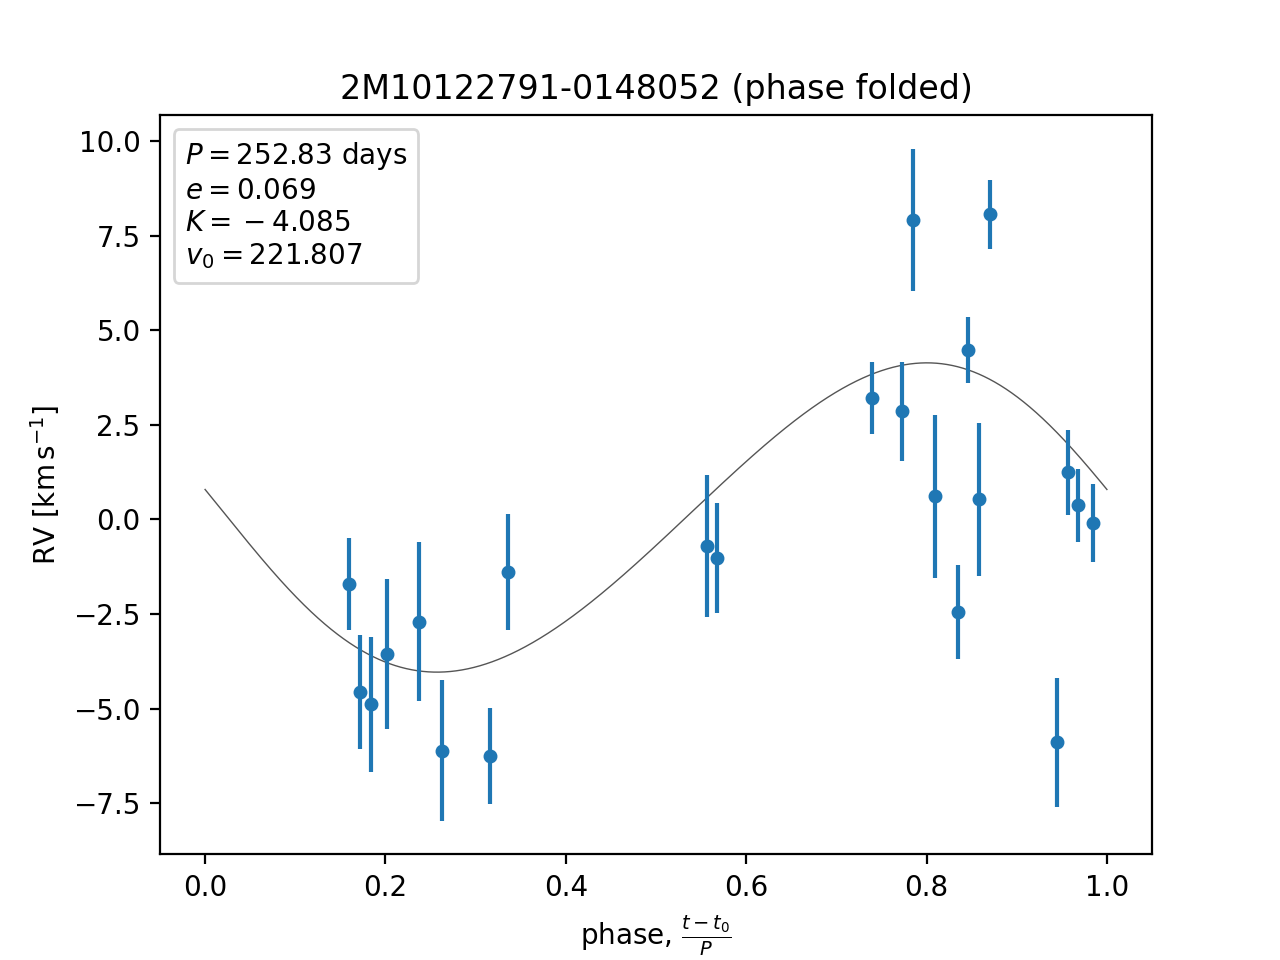 2M10122791-0148052 (phase folded)
P = 252.83 days
e = 0.069
K = −4.085
v₀ = 221.807
10.0
7.5
5.0
2.5
0.0
−2.5
−5.0
−7.5
RV [km s⁻¹]
0.0 0.2 0.4 0.6 0.8 1.0
phase, (t − t₀)/P